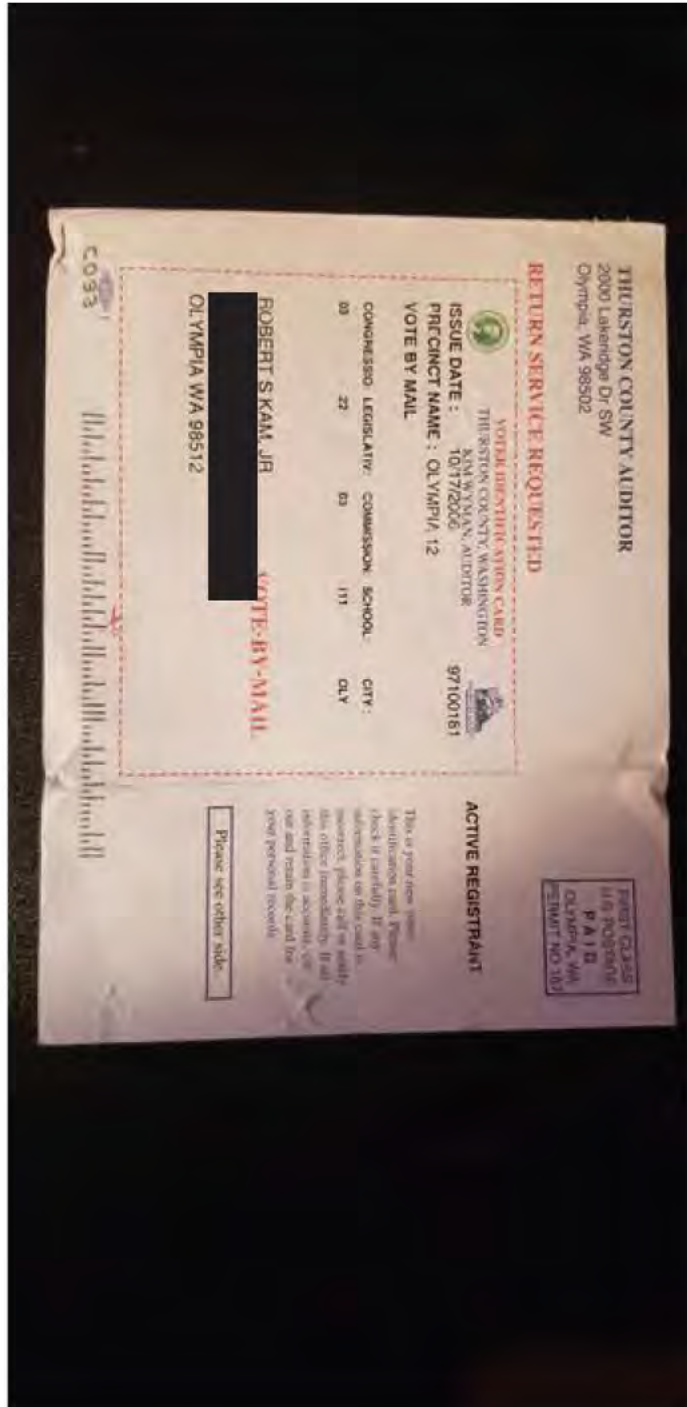 THURSTON COUNTY AUDITOR
2000 Lakeridge Dr SW
Olympia, WA 98502
FIRST CLASS
U.S. POSTAGE
PAID
OLYMPIA, WA
PERMIT NO 167
RETURN SERVICE REQUESTED
VOTER IDENTIFICATION CARD
THURSTON COUNTY, WASHINGTON
KIM WYMAN, AUDITOR
97100181
ISSUE DATE : 10/17/2006
PRECINCT NAME : OLYMPIA 12
VOTE BY MAIL
CONGRESSIO LEGISLATIV: COMMISSION: SCHOOL: CITY :
03 22 03 111 OLY
ROBERT S KAM, JR
VOTE-BY-MAIL
OLYMPIA WA 98512
ACTIVE REGISTRANT
This is your new voter
identification card. Please
check it carefully. If any
information on this card is
incorrect, please call or notify
this office immediately. If all
information is accurate, cut
out and retain the card for
your personal records
Please see other side.
C093